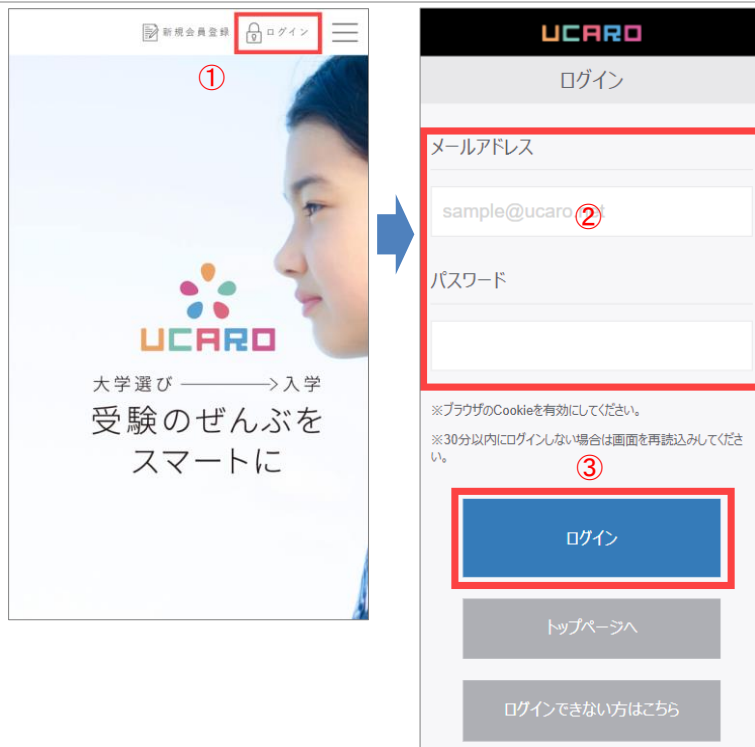 新規会員登録 ログイン
①
UCARO
大学選び → 入学
受験のぜんぶを
スマートに
UCARO
ログイン
メールアドレス
sample@ucaro.net
②
パスワード
※ブラウザのCookieを有効にしてください。
※30分以内にログインしない場合は画面を再読込みしてくださ
い。
③
ログイン
トップページへ
ログインできない方はこちら